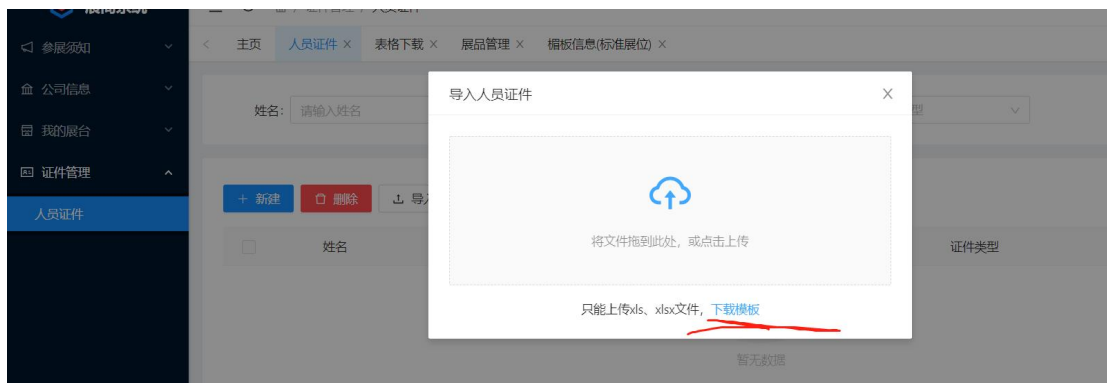 参展须知
主页 人员证件 × 表格下载 × 展品管理 × 楣板信息(标准展位) ×
公司信息
导入人员证件 ×
姓名： 请输入姓名 型
我的展台
证件管理
+ 新建 删除 导入
人员证件
将文件拖到此处，或点击上传
姓名 证件类型
只能上传xls、xlsx文件，下载模板
暂无数据